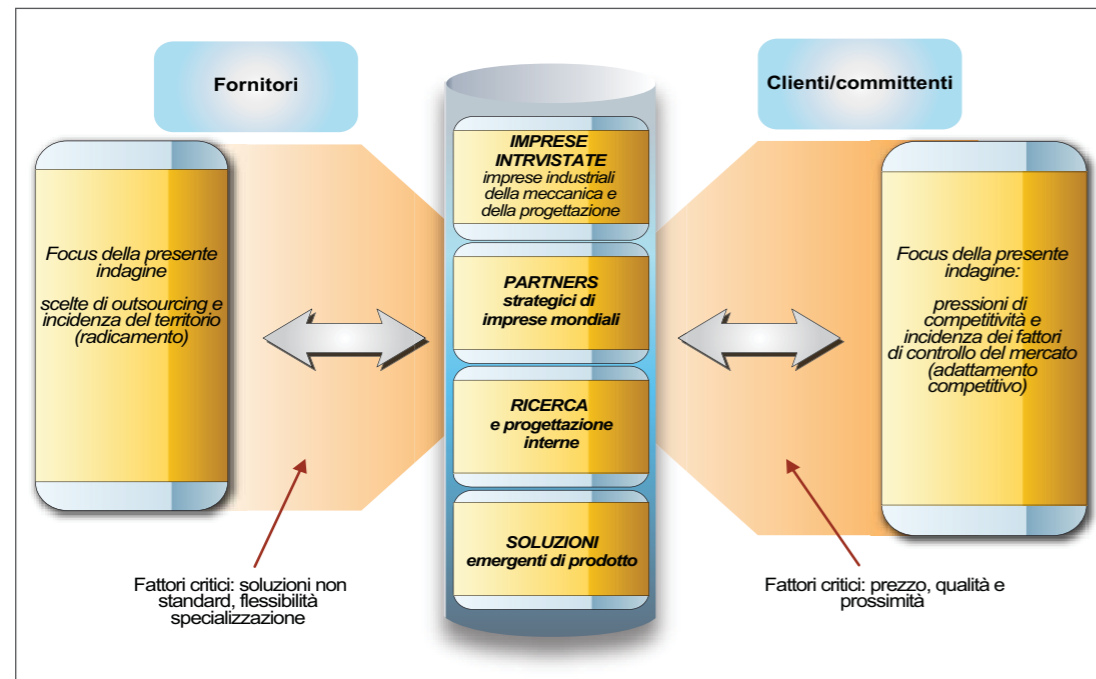 Fornitori
Clienti/committenti
Focus della presente
indagine
scelte di outsourcing e
incidenza del territorio
(radicamento)
IMPRESE
INTRVISTATE
imprese industriali
della meccanica e
della progettazione
PARTNERS
strategici di
imprese mondiali
RICERCA
e progettazione
interne
SOLUZIONI
emergenti di prodotto
Focus della presente
indagine:
pressioni di
competitività e
incidenza dei fattori
di controllo del mercato
(adattamento
competitivo)
Fattori critici: soluzioni non
standard, flessibilità
specializzazione
Fattori critici: prezzo, qualità e
prossimità